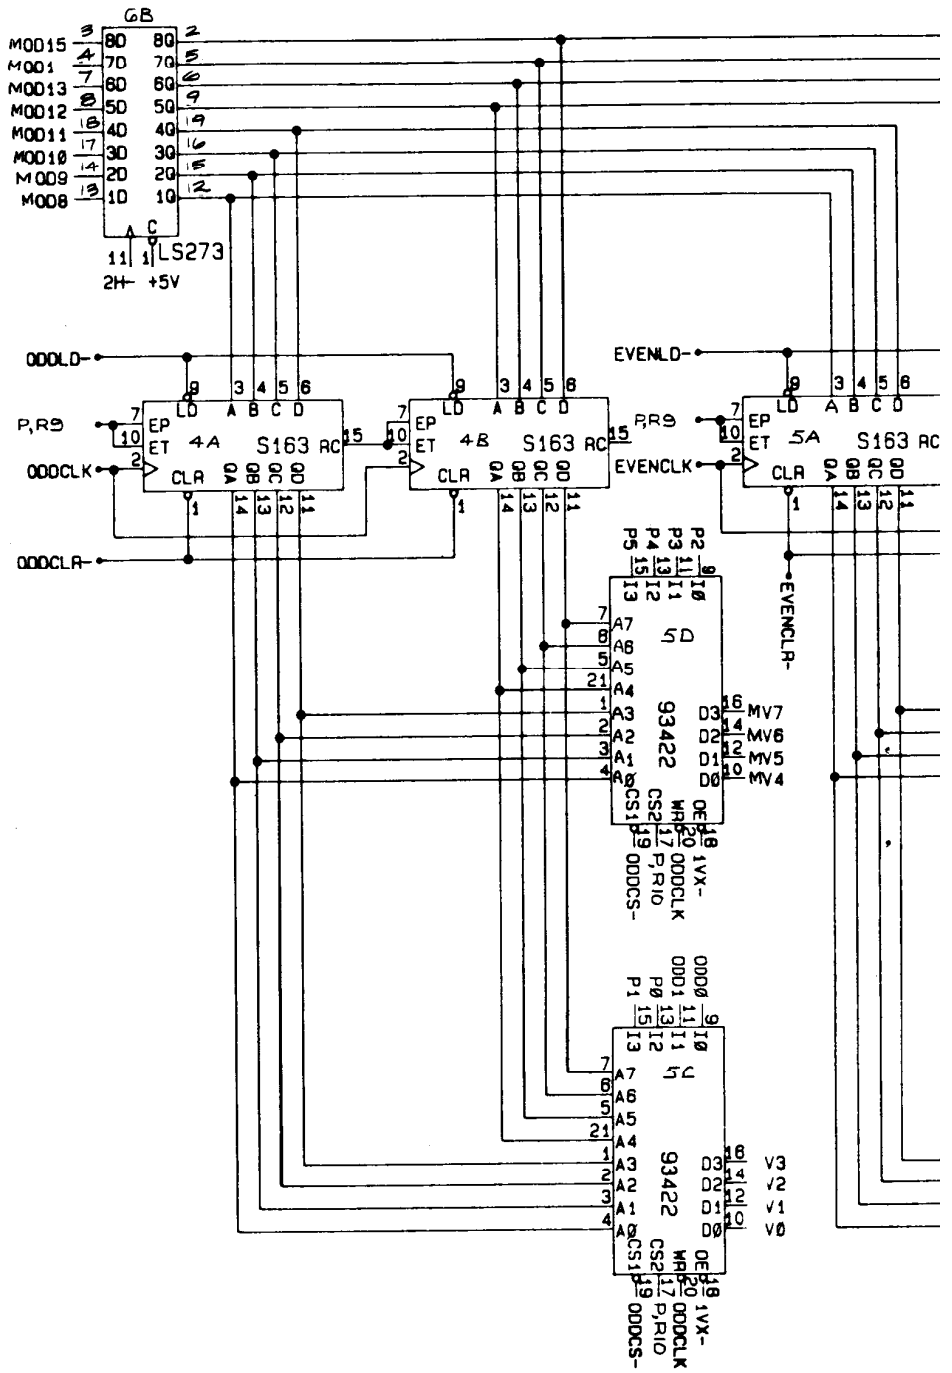 6B
MOD15 3 8D 8Q 2
MOD1 4 7D 7Q 5
MOD13 7 6D 6Q 6
MOD12 8 5D 5Q 9
MOD11 18 4D 4Q 19
MOD10 17 3D 3Q 16
MOD9 14 2D 2Q 15
MOD8 13 1D 1Q 12
C
11 1 LS273
2H- +5V
ODDLD- EVENLD-
9 3 4 5 6 9 3 4 5 6 9 3 4 5 6
LD A B C D LD A B C D LD A B C D
P,R9 7 EP 7 EP P,R9 7 EP
10 ET 4A S163 RC 15 10 ET 4B S163 RC 15 10 ET 5A S163 RC
ODDCLK 2 2 EVENCLK 2
CLR QA QB QC QD CLR QA QB QC QD CLR QA QB QC QD
1 14 13 12 11 1 14 13 12 11 1 14 13 12 11
ODDCLR-
EVENCLR-
P5 P4 P3 P2
15 13 11 9
I3 I2 I1 I0
5D
7 A7
6 A6
5 A5
21 A4
1 A3 D3 16 MV7
2 A2 D2 14 MV6
3 A1 D1 12 MV5
4 A0 D0 10 MV4
93422
CS1 CS2 WR OE
19 17 20 18
ODDCS- P,R10 ODDCLK 1VX-
P1 P0 ODD1 ODD0
15 13 11 9
I3 I2 I1 I0
5C
7 A7
6 A6
5 A5
21 A4
1 A3 D3 16 V3
2 A2 D2 14 V2
3 A1 D1 12 V1
4 A0 D0 10 V0
93422
CS1 CS2 WR OE
19 17 20 18
ODDCS- P,R10 ODDCLK 1VX-